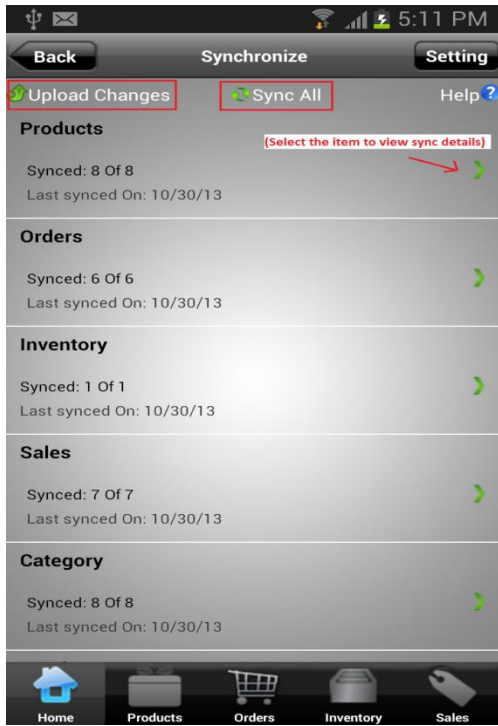 5:11 PM
Back Synchronize Setting
Upload Changes Sync All Help ?
Products
(Select the item to view sync details)
Synced: 8 Of 8
Last synced On: 10/30/13
Orders
Synced: 6 Of 6
Last synced On: 10/30/13
Inventory
Synced: 1 Of 1
Last synced On: 10/30/13
Sales
Synced: 7 Of 7
Last synced On: 10/30/13
Category
Synced: 8 Of 8
Last synced On: 10/30/13
Home Products Orders Inventory Sales